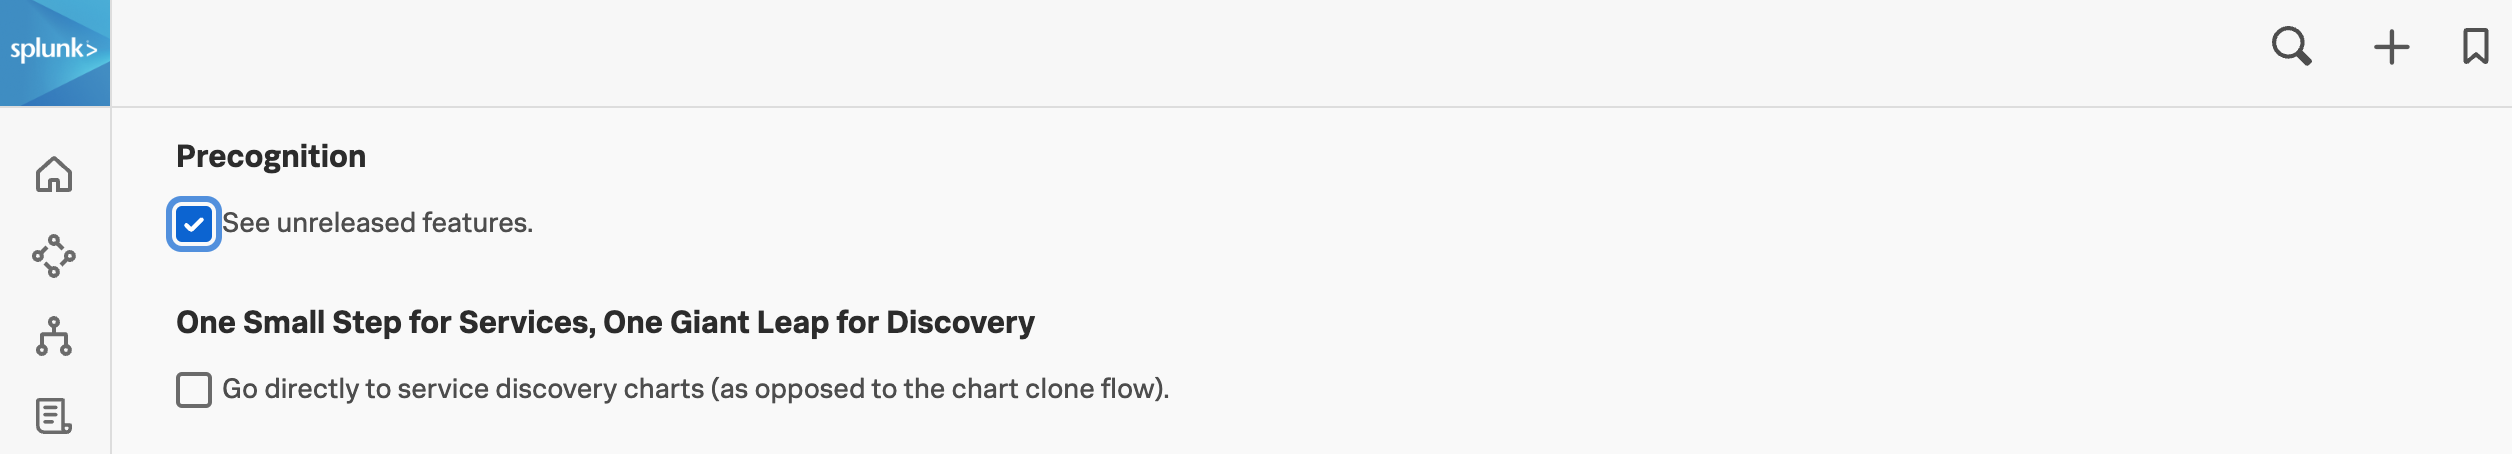 splunk>
Precognition
See unreleased features.
One Small Step for Services, One Giant Leap for Discovery
Go directly to service discovery charts (as opposed to the chart clone flow).